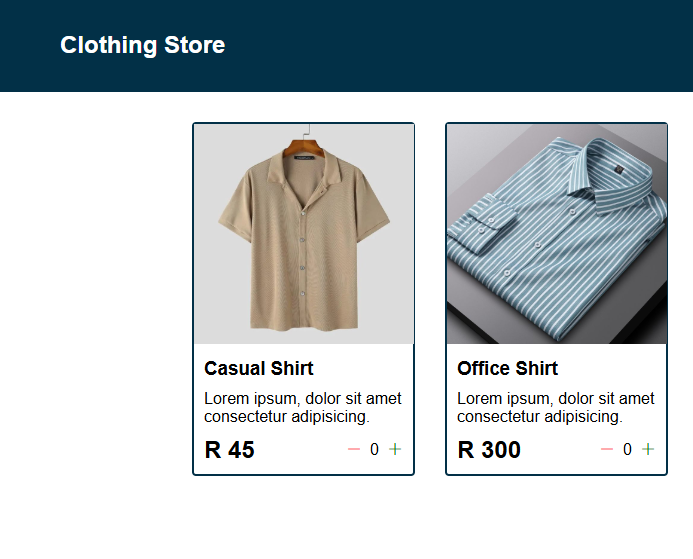 Clothing Store
Casual Shirt
Lorem ipsum, dolor sit amet
consectetur adipisicing.
R 45
− 0 +
Office Shirt
Lorem ipsum, dolor sit amet
consectetur adipisicing.
R 300
− 0 +